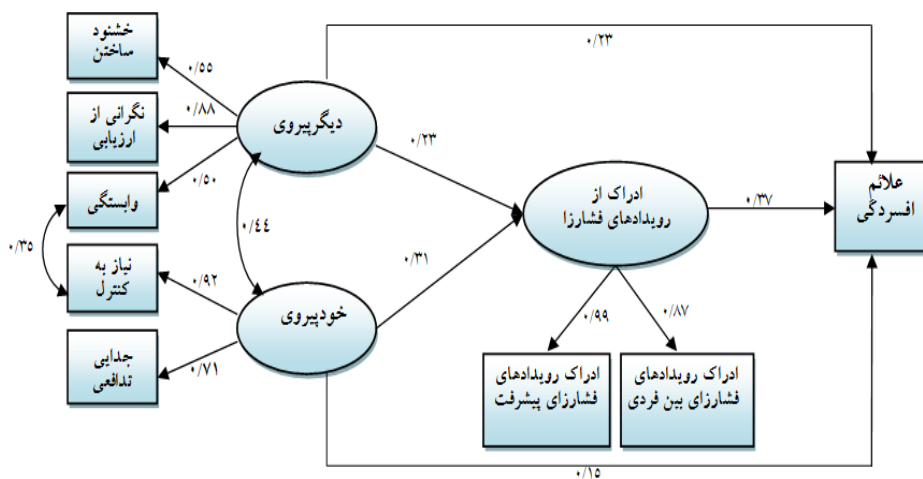 خشنود
ساختن
۰/۲۳
۰/۵۵
نگرانی از
ارزیابی
۰/۸۸
دیگرپیروی
۰/۲۳
وابستگی
۰/۵۰
ادراک از
رویدادهای فشارزا
علائم
افسردگی
۰/۳۷
۰/۳۵
۰/۴۴
نیاز به
کنترل
۰/۹۲
۰/۳۱
خودپیروی
جدایی
تدافعی
۰/۷۱
۰/۹۹
۰/۸۷
ادراک رویدادهای
فشارزای پیشرفت
ادراک رویدادهای
فشارزای بین فردی
۰/۱۵